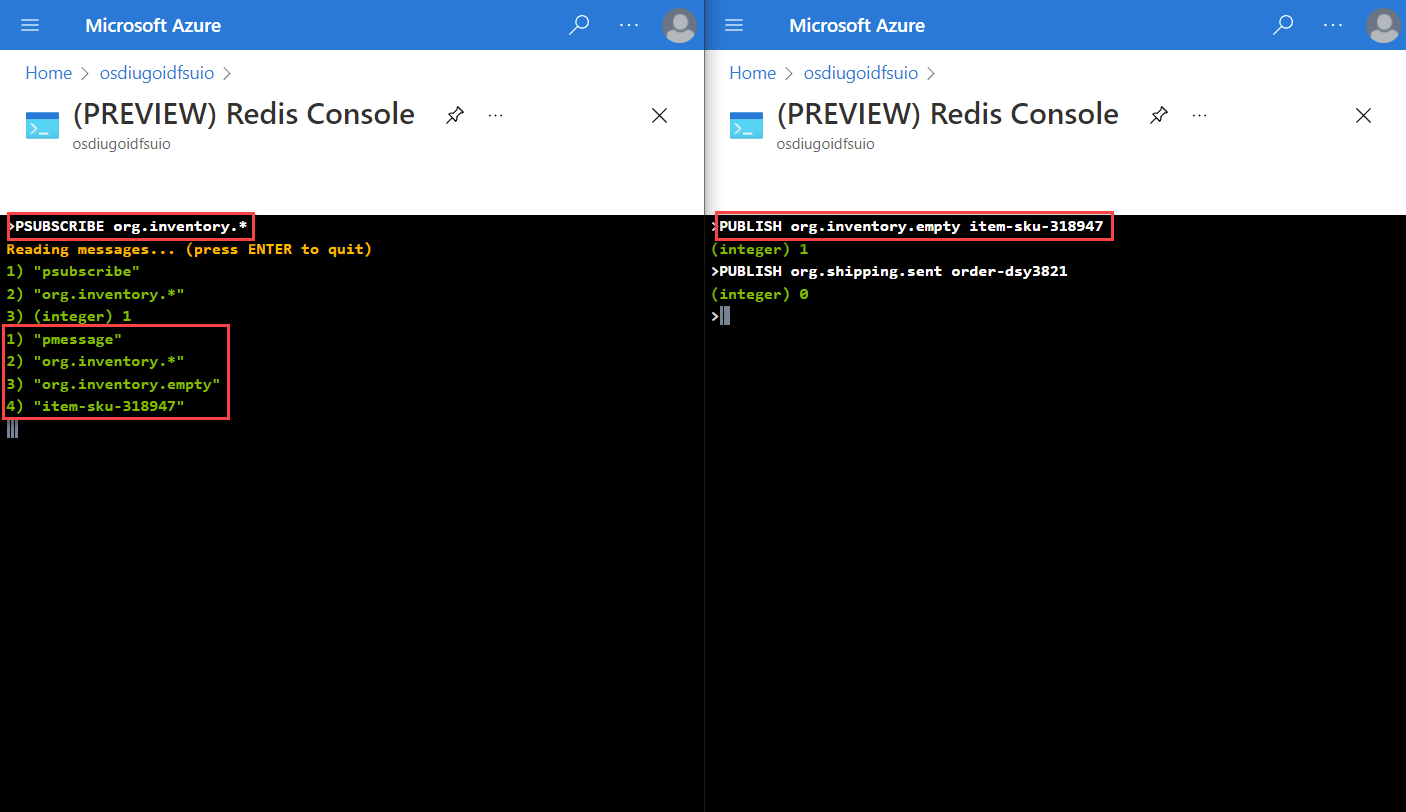 Microsoft Azure
Home > osdiugoidfsuio >
(PREVIEW) Redis Console
osdiugoidfsuio
>PSUBSCRIBE org.inventory.*
Reading messages... (press ENTER to quit)
1) "psubscribe"
2) "org.inventory.*"
3) (integer) 1
1) "pmessage"
2) "org.inventory.*"
3) "org.inventory.empty"
4) "item-sku-318947"
Microsoft Azure
Home > osdiugoidfsuio >
(PREVIEW) Redis Console
osdiugoidfsuio
>PUBLISH org.inventory.empty item-sku-318947
(integer) 1
>PUBLISH org.shipping.sent order-dsy3821
(integer) 0
>